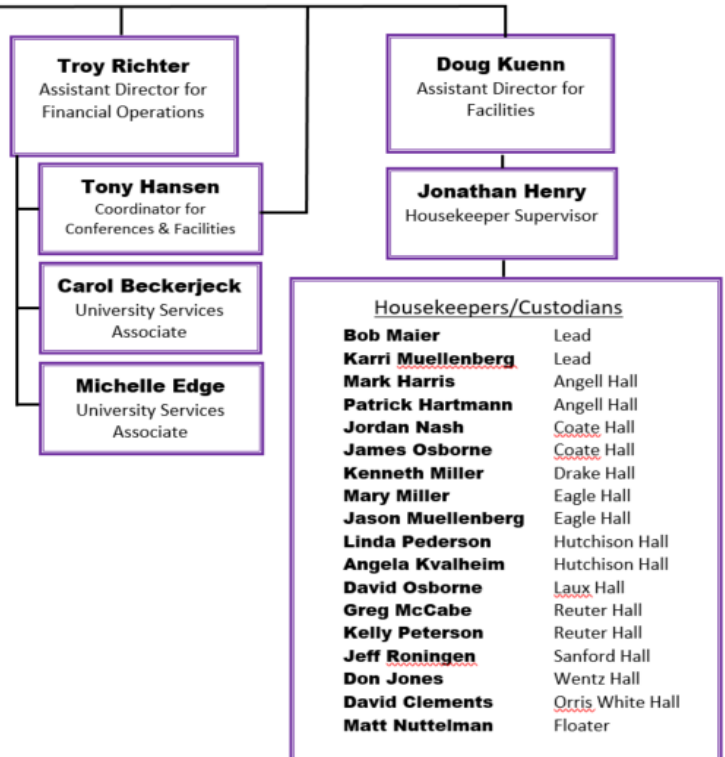 Troy Richter
Assistant Director for
Financial Operations
Tony Hansen
Coordinator for
Conferences & Facilities
Carol Beckerjeck
University Services
Associate
Michelle Edge
University Services
Associate
Doug Kuenn
Assistant Director for
Facilities
Jonathan Henry
Housekeeper Supervisor
Housekeepers/Custodians
Bob Maier Lead
Karri Muellenberg Lead
Mark Harris Angell Hall
Patrick Hartmann Angell Hall
Jordan Nash Coate Hall
James Osborne Coate Hall
Kenneth Miller Drake Hall
Mary Miller Eagle Hall
Jason Muellenberg Eagle Hall
Linda Pederson Hutchison Hall
Angela Kvalheim Hutchison Hall
David Osborne Laux Hall
Greg McCabe Reuter Hall
Kelly Peterson Reuter Hall
Jeff Roningen Sanford Hall
Don Jones Wentz Hall
David Clements Orris White Hall
Matt Nuttelman Floater